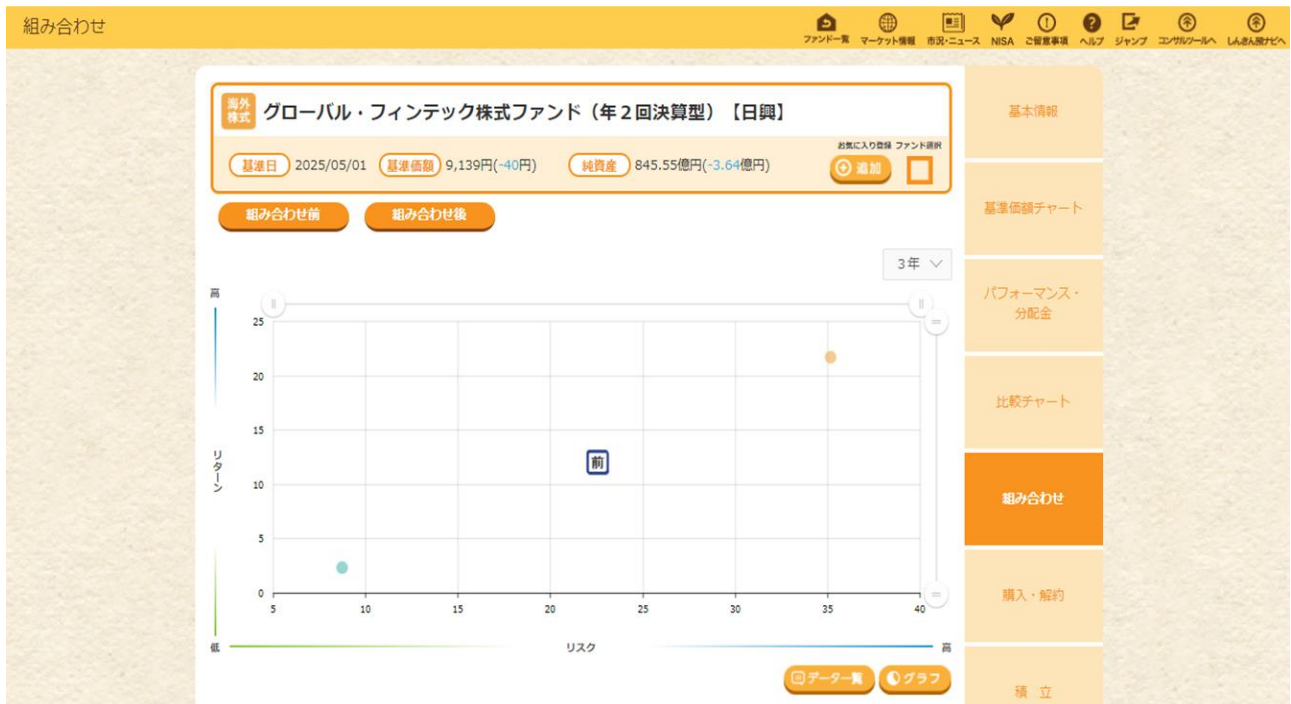 組み合わせ
ファンド一覧
マーケット情報
市況・ニュース
NISA
ご留意事項
ヘルプ
ジャンプ
コンサルツールへ
しんきん投ナビへ
海外
株式
グローバル・フィンテック株式ファンド(年2回決算型)【日興】
基準日 2025/05/01 基準価額 9,139円(-40円) 純資産 845.55億円(-3.64億円)
お気に入り登録 ファンド選択
追加
組み合わせ前 組み合わせ後
3年
高
25
20
15
10
5
0
リターン
前
5 10 15 20 25 30 35 40
低 リスク 高
データ一覧 グラフ
基本情報
基準価額チャート
パフォーマンス・
分配金
比較チャート
組み合わせ
購入・解約
積 立